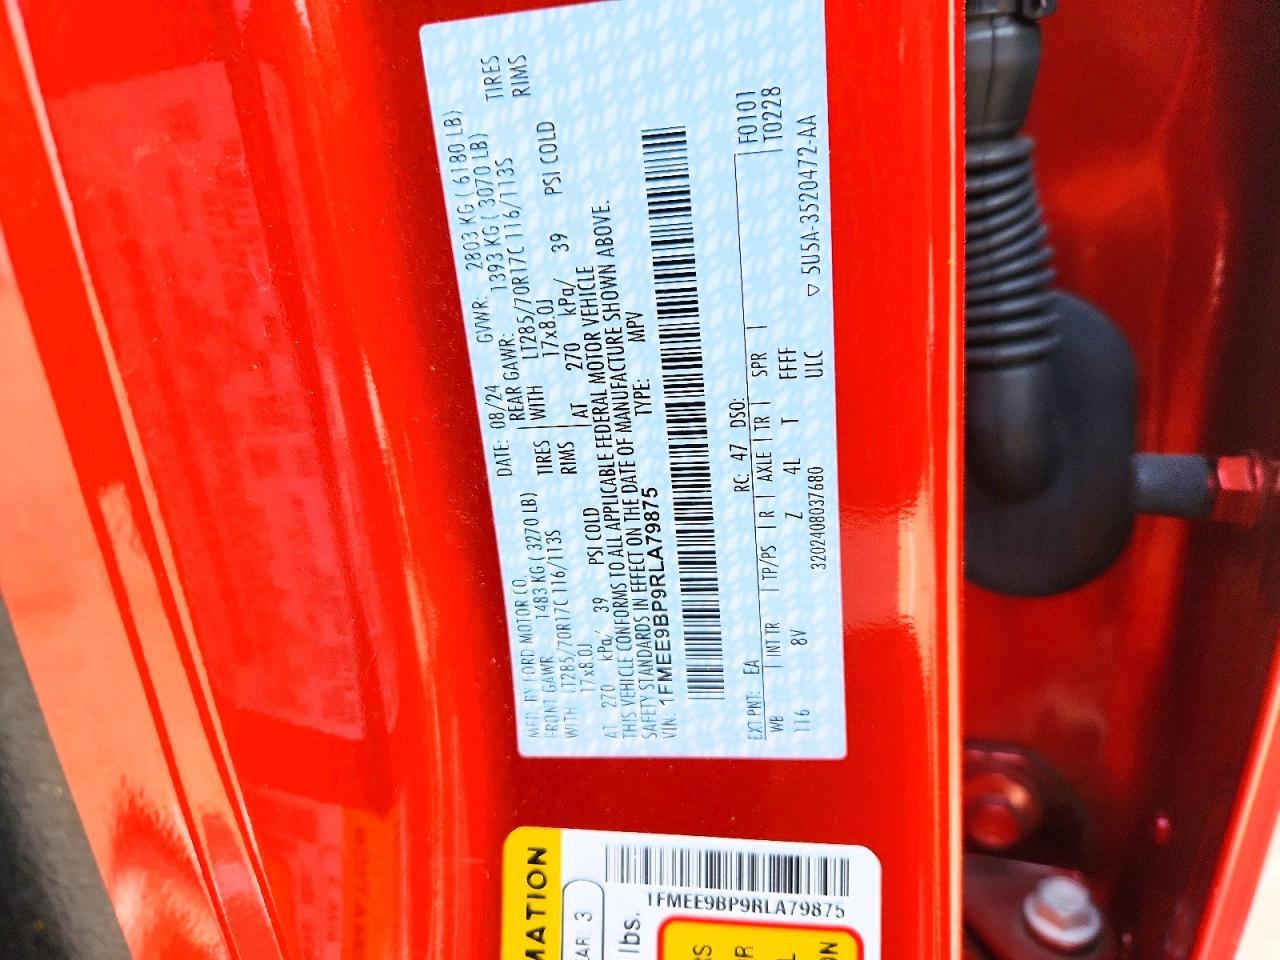 MFD. BY FORD MOTOR CO.
DATE: 08/24
GVWR: 2803 KG ( 6180 LB)
FRONT GAWR: 1483 KG ( 3270 LB)
REAR GAWR: 1393 KG ( 3070 LB)
WITH LT285/70R17C 116/113S TIRES
WITH LT285/70R17C 116/113S TIRES
17x8.0J RIMS
17x8.0J RIMS
AT 270 kPa/ 39 PSI COLD
AT 270 kPa/ 39 PSI COLD
THIS VEHICLE CONFORMS TO ALL APPLICABLE FEDERAL MOTOR VEHICLE
SAFETY STANDARDS IN EFFECT ON THE DATE OF MANUFACTURE SHOWN ABOVE.
VIN: 1FMEE9BP9RLA79875
TYPE: MPV
EXT PNT: EA RC: 47 DSO: F0101
WB INT TR TP/PS R AXLE TR SPR T0228
116 8V Z 4L T FFFF
3202408037680 ULC ▽ 5U5A-3520472-AA
MATION
EAR: 3
lbs.
1FMEE9BP9RLA79875
RS
R
L
ON